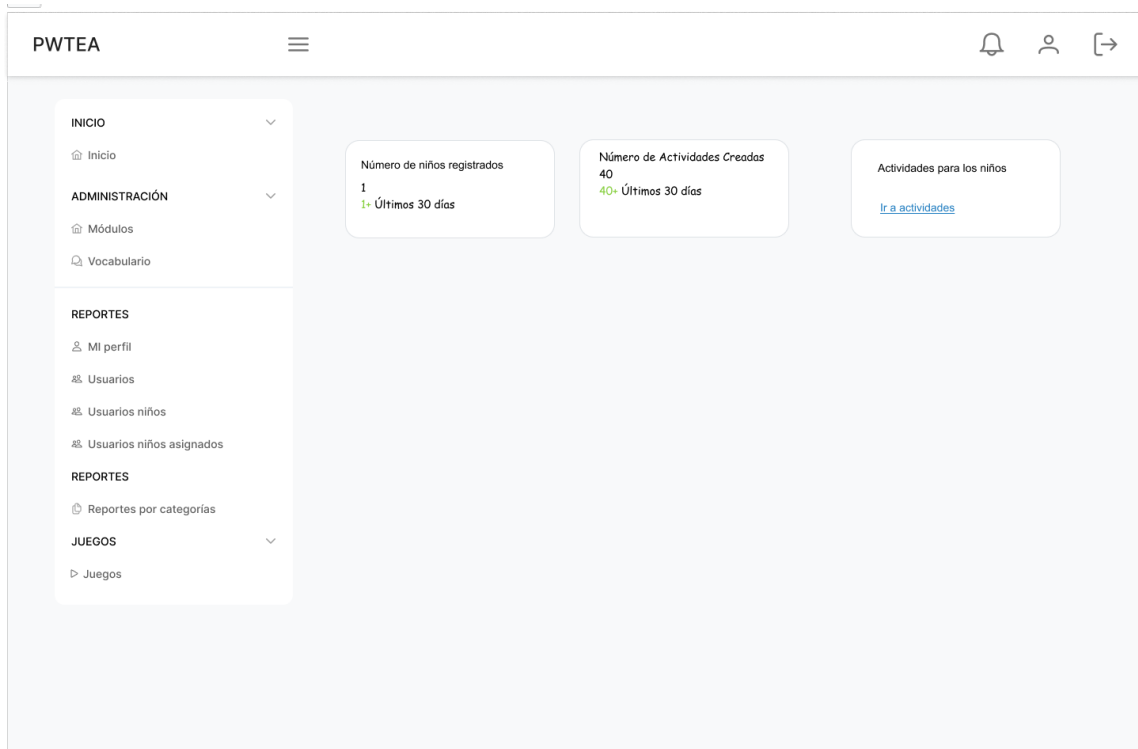 PWTEA
INICIO
Inicio
ADMINISTRACIÓN
Módulos
Vocabulario
REPORTES
MI perfil
Usuarios
Usuarios niños
Usuarios niños asignados
REPORTES
Reportes por categorías
JUEGOS
Juegos
Número de niños registrados
1
1+ Últimos 30 días
Número de Actividades Creadas
40
40+ Últimos 30 días
Actividades para los niños
Ir a actividades